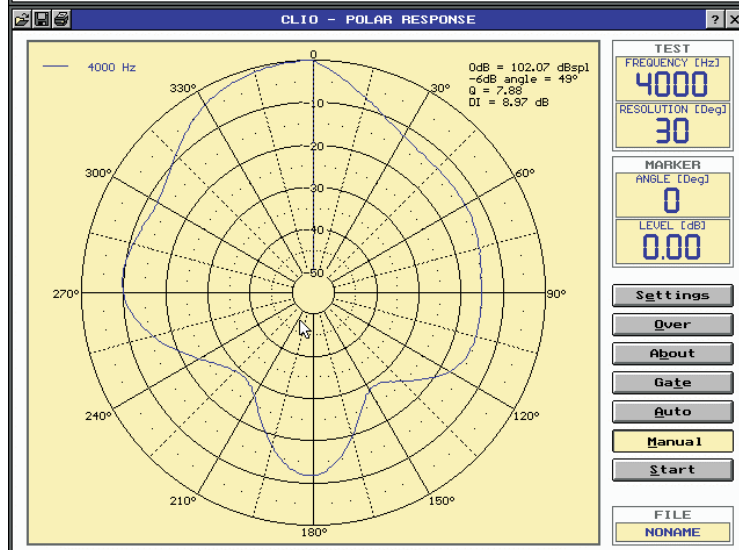 CLIO - POLAR RESPONSE
? X
4000 Hz
0dB = 102.07 dBspl
-6dB angle = 49°
Q = 7.88
DI = 8.97 dB
0
30°
60°
90°
120°
150°
180°
210°
240°
270°
300°
330°
-10
-20
-30
-40
-50
TEST
FREQUENCY [Hz]
4000
RESOLUTION [Deg]
30
MARKER
ANGLE [Deg]
0
LEVEL [dB]
0.00
Settings
Over
About
Gate
Auto
Manual
Start
FILE
NONAME